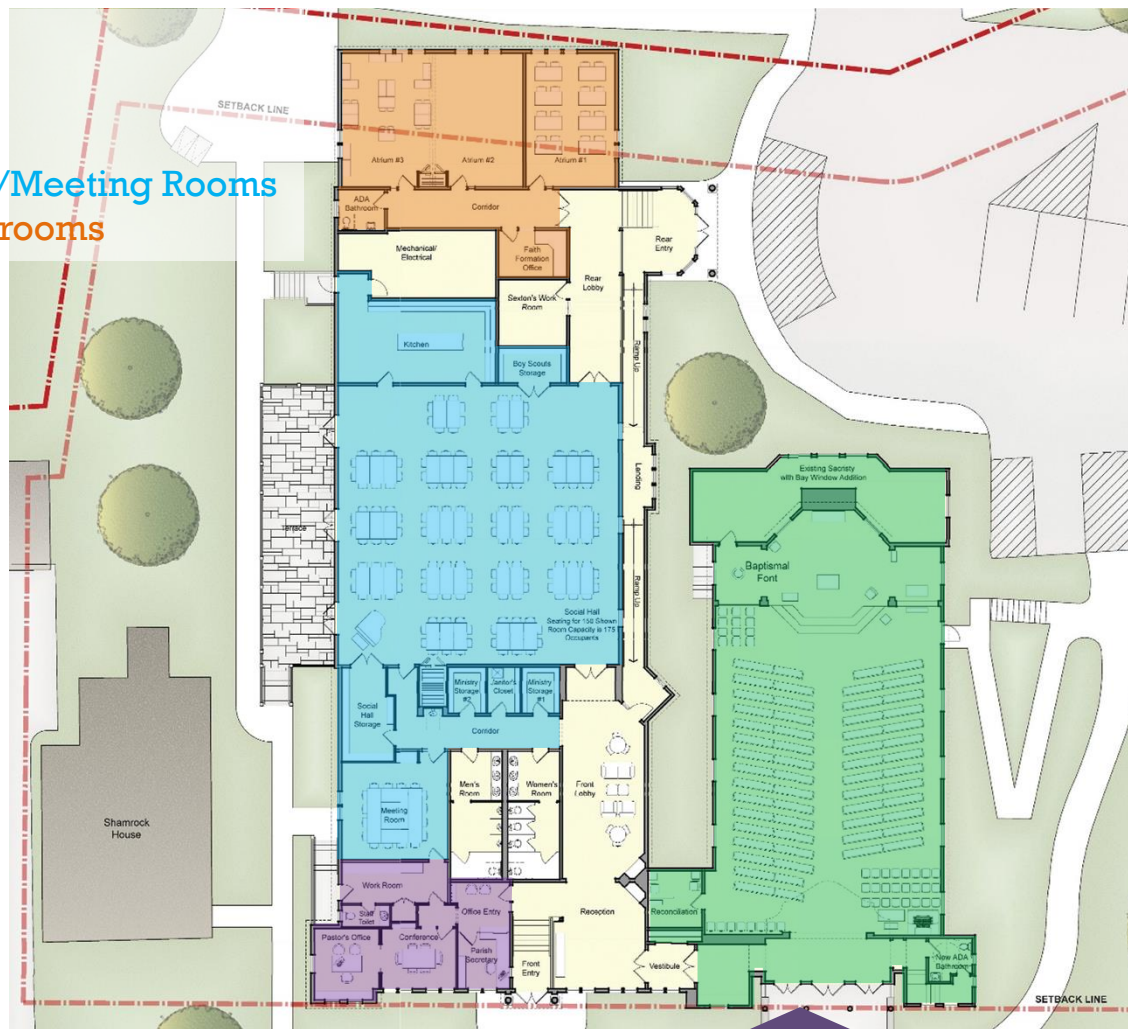 SETBACK LINE
/Meeting Rooms
rooms
Atrium #3
Atrium #2
Atrium #1
ADA
Bathroom
Corridor
Mechanical/
Electrical
Faith
Formation
Office
Rear
Entry
Rear
Lobby
Sexton's Work
Room
Kitchen
Boy Scouts
Storage
Ramp Up
Landing
Terrace
Ramp Up
Existing Sacristy
with Bay Window Addition
Baptismal
Font
Social Hall
Seating for 150 Shown
Room Capacity is 175
Occupants
Ministry
Storage
#2
Janitor's
Closet
Ministry
Storage #1
Social
Hall
Storage
Corridor
Men's
Room
Women's
Room
Front
Lobby
Meeting
Room
Shamrock
House
Work Room
Staff
Toilet
Office Entry
Reception
Reconciliation
Pastor's Office
Conference
Parish
Secretary
Front
Entry
Vestibule
New ADA
Bathroom
SETBACK LINE